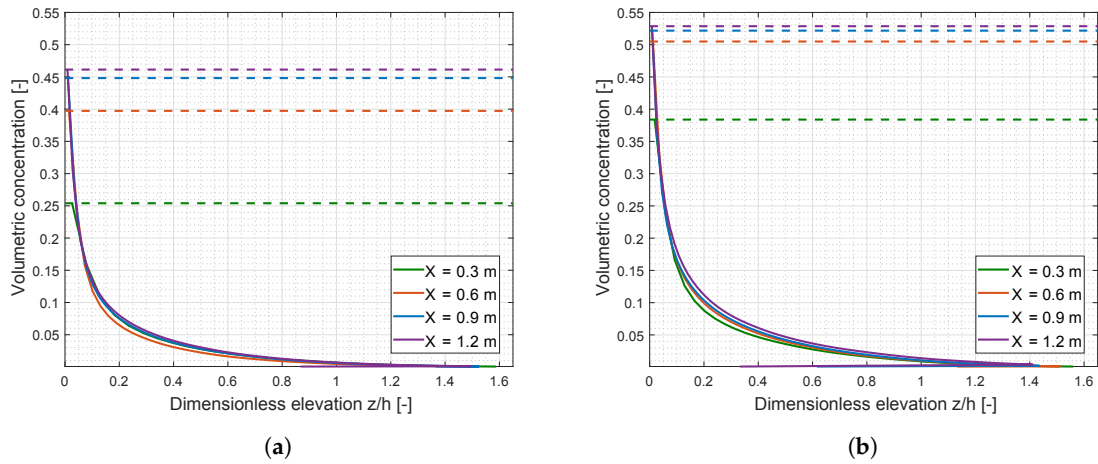 0.55
0.5
0.45
0.4
0.35
0.3
0.25
0.2
0.15
0.1
0.05
Volumetric concentration [-]
X = 0.3 m
X = 0.6 m
X = 0.9 m
X = 1.2 m
0 0.2 0.4 0.6 0.8 1 1.2 1.4 1.6
Dimensionless elevation z/h [-]
(a)
0.55
0.5
0.45
0.4
0.35
0.3
0.25
0.2
0.15
0.1
0.05
Volumetric concentration [-]
X = 0.3 m
X = 0.6 m
X = 0.9 m
X = 1.2 m
0 0.2 0.4 0.6 0.8 1 1.2 1.4 1.6
Dimensionless elevation z/h [-]
(b)